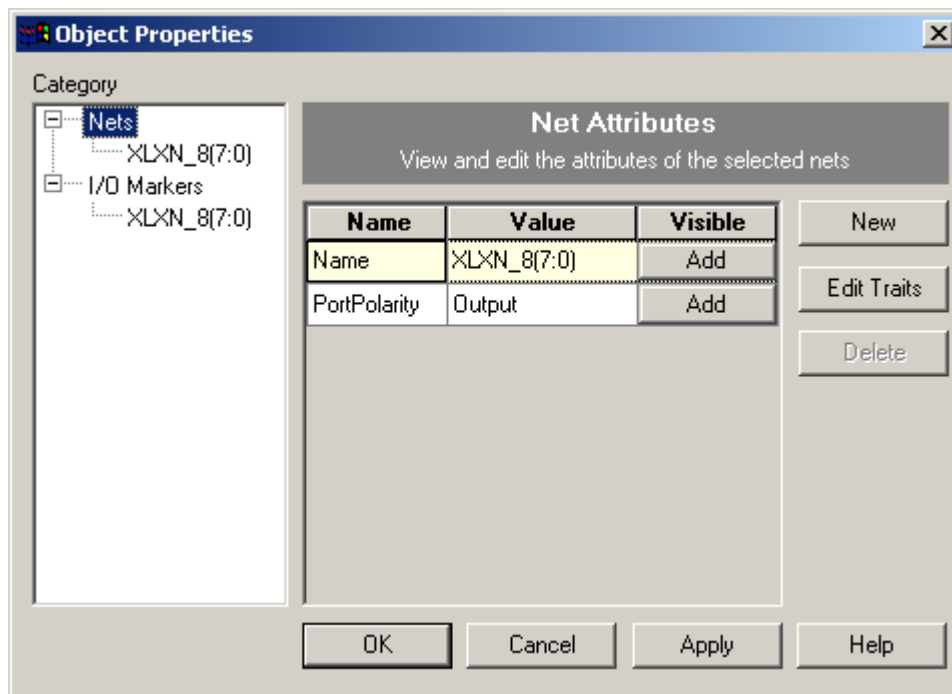 Object Properties
Category
Nets
XLXN_8(7:0)
I/O Markers
XLXN_8(7:0)
Net Attributes
View and edit the attributes of the selected nets
Name Value Visible
Name XLXN_8(7:0) Add
PortPolarity Output Add
New
Edit Traits
Delete
OK Cancel Apply Help